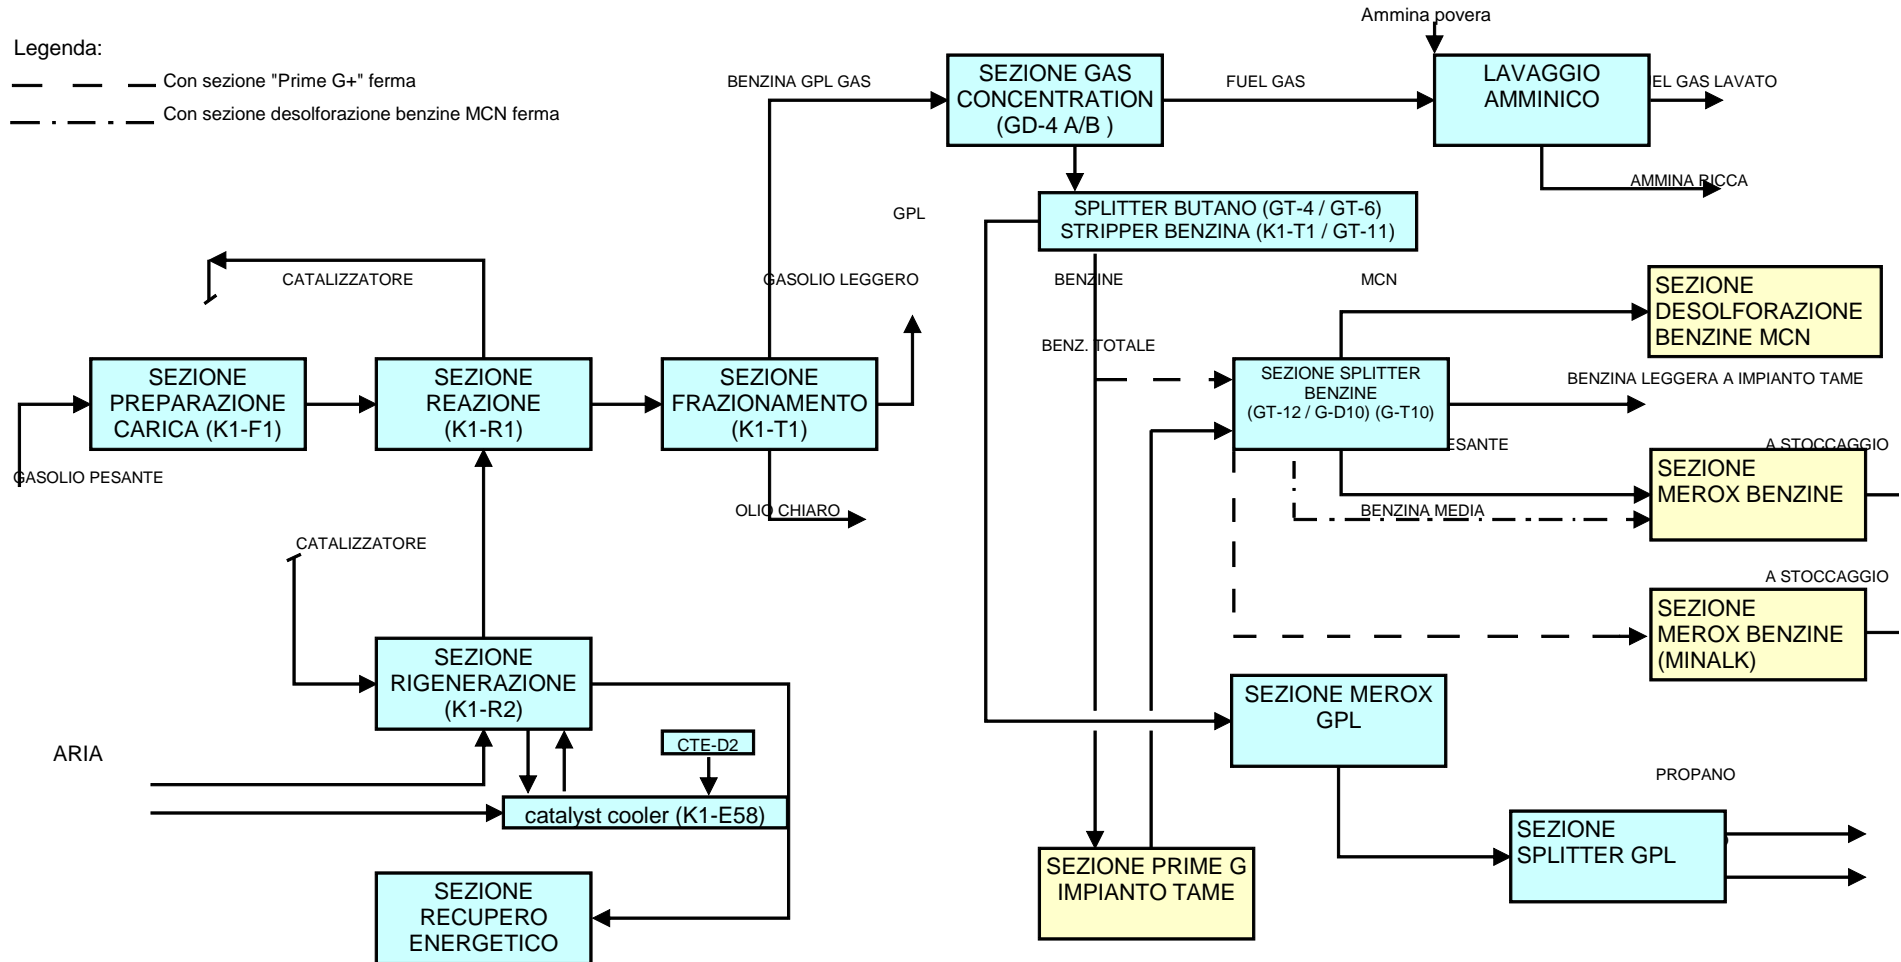 Ammina povera
Legenda:
Con sezione "Prime G+" ferma
Con sezione desolforazione benzine MCN ferma
BENZINA GPL GAS
SEZIONE GAS
CONCENTRATION
(GD-4 A/B )
FUEL GAS
LAVAGGIO
AMMINICO
EL GAS LAVATO
AMMINA RICCA
GPL
SPLITTER BUTANO (GT-4 / GT-6)
STRIPPER BENZINA (K1-T1 / GT-11)
CATALIZZATORE
GASOLIO LEGGERO
BENZINE
MCN
SEZIONE
DESOLFORAZIONE
BENZINE MCN
BENZ. TOTALE
SEZIONE
PREPARAZIONE
CARICA (K1-F1)
SEZIONE
REAZIONE
(K1-R1)
SEZIONE
FRAZIONAMENTO
(K1-T1)
SEZIONE SPLITTER
BENZINE
(GT-12 / G-D10) (G-T10)
BENZINA LEGGERA A IMPIANTO TAME
ESANTE
A STOCCAGGIO
GASOLIO PESANTE
SEZIONE
MEROX BENZINE
OLIO CHIARO
BENZINA MEDIA
CATALIZZATORE
A STOCCAGGIO
SEZIONE
MEROX BENZINE
(MINALK)
SEZIONE
RIGENERAZIONE
(K1-R2)
SEZIONE MEROX
GPL
CTE-D2
ARIA
PROPANO
catalyst cooler (K1-E58)
SEZIONE
SPLITTER GPL
SEZIONE PRIME G
IMPIANTO TAME
SEZIONE
RECUPERO
ENERGETICO